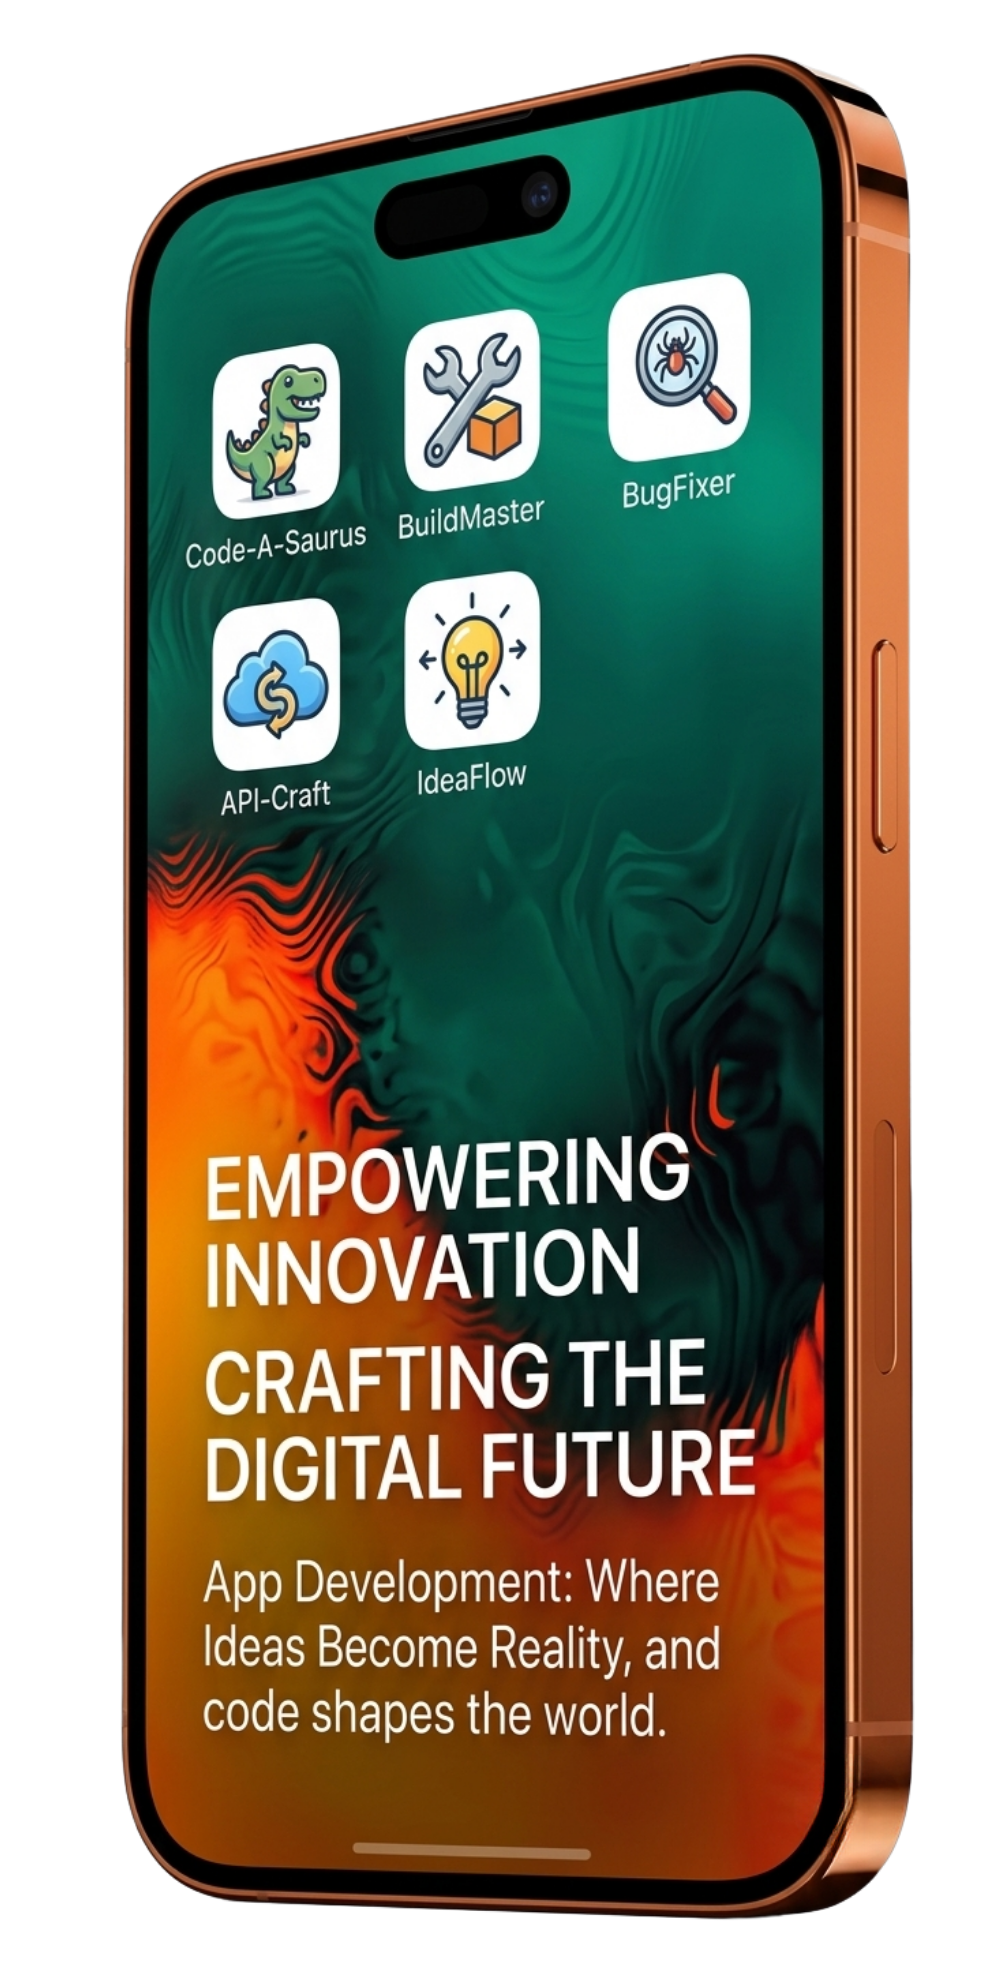 Code-A-Saurus BuildMaster BugFixer
API-Craft IdeaFlow
EMPOWERING
INNOVATION
CRAFTING THE
DIGITAL FUTURE
App Development: Where
Ideas Become Reality, and
code shapes the world.